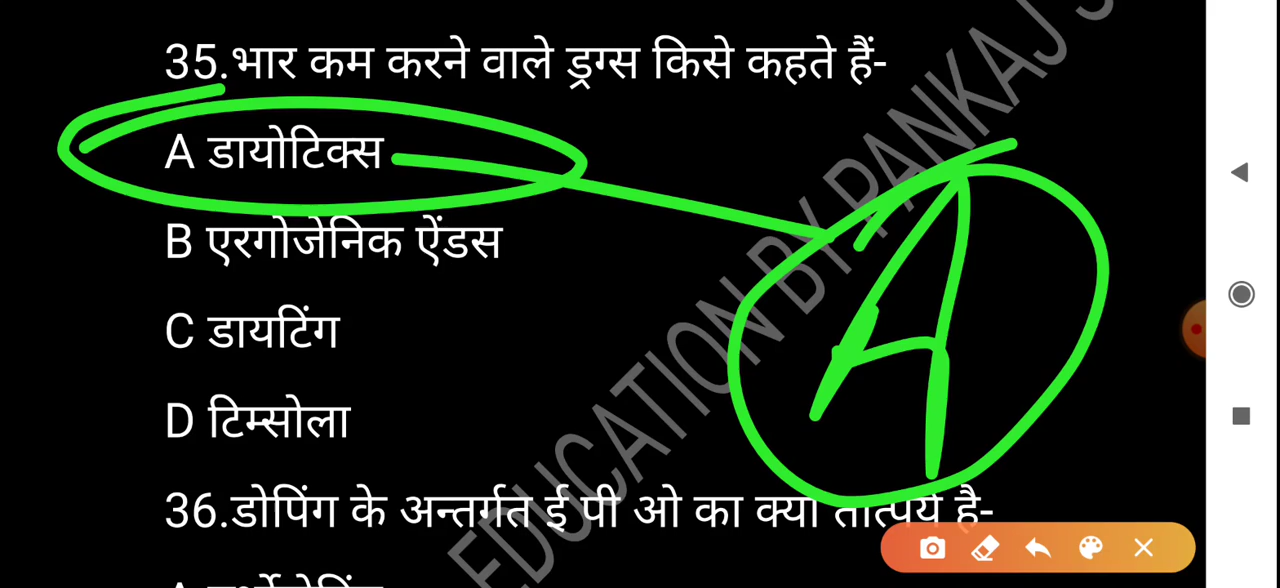 35.भार कम करने वाले ड्रग्स किसे कहते हैं-
A डायोटिक्स
B एरगोजेनिक ऐंडस
C डायटिंग
D टिम्सोला
36.डोपिंग के अन्तर्गत ई पी ओ का क्या तात्पर्य है-
A
EDUCATION BY PANKAJ S